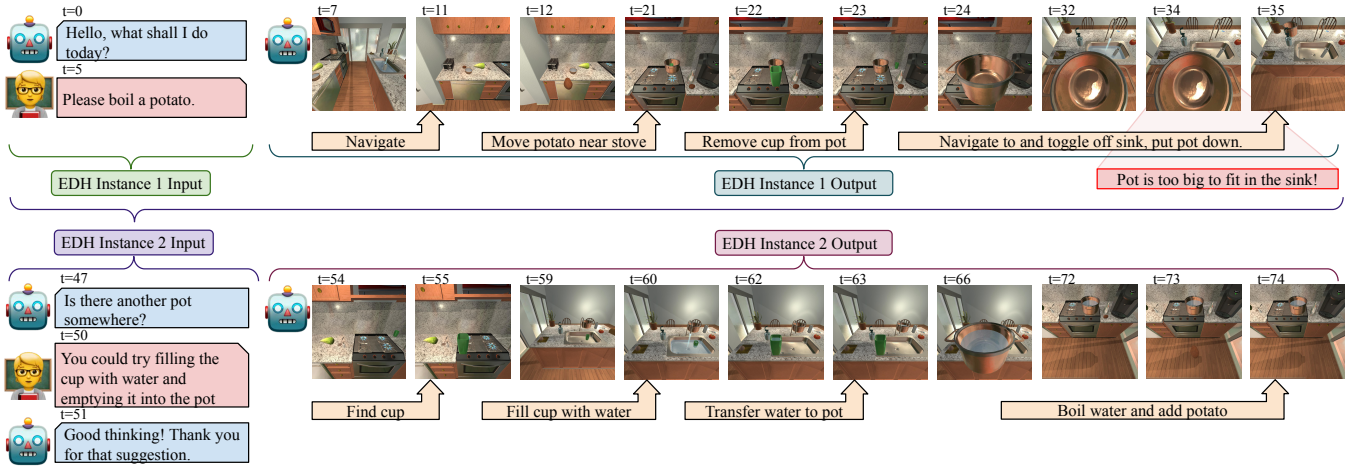 t=0
Hello, what shall I do
today?
t=5
Please boil a potato.
t=7
t=11
t=12
t=21
t=22
t=23
t=24
t=32
t=34
t=35
Navigate
Move potato near stove
Remove cup from pot
Navigate to and toggle off sink, put pot down.
EDH Instance 1 Input
EDH Instance 1 Output
Pot is too big to fit in the sink!
EDH Instance 2 Input
EDH Instance 2 Output
t=47
Is there another pot
somewhere?
t=50
You could try filling the
cup with water and
emptying it into the pot
t=51
Good thinking! Thank you
for that suggestion.
t=54
t=55
t=59
t=60
t=62
t=63
t=66
t=72
t=73
t=74
Find cup
Fill cup with water
Transfer water to pot
Boil water and add potato